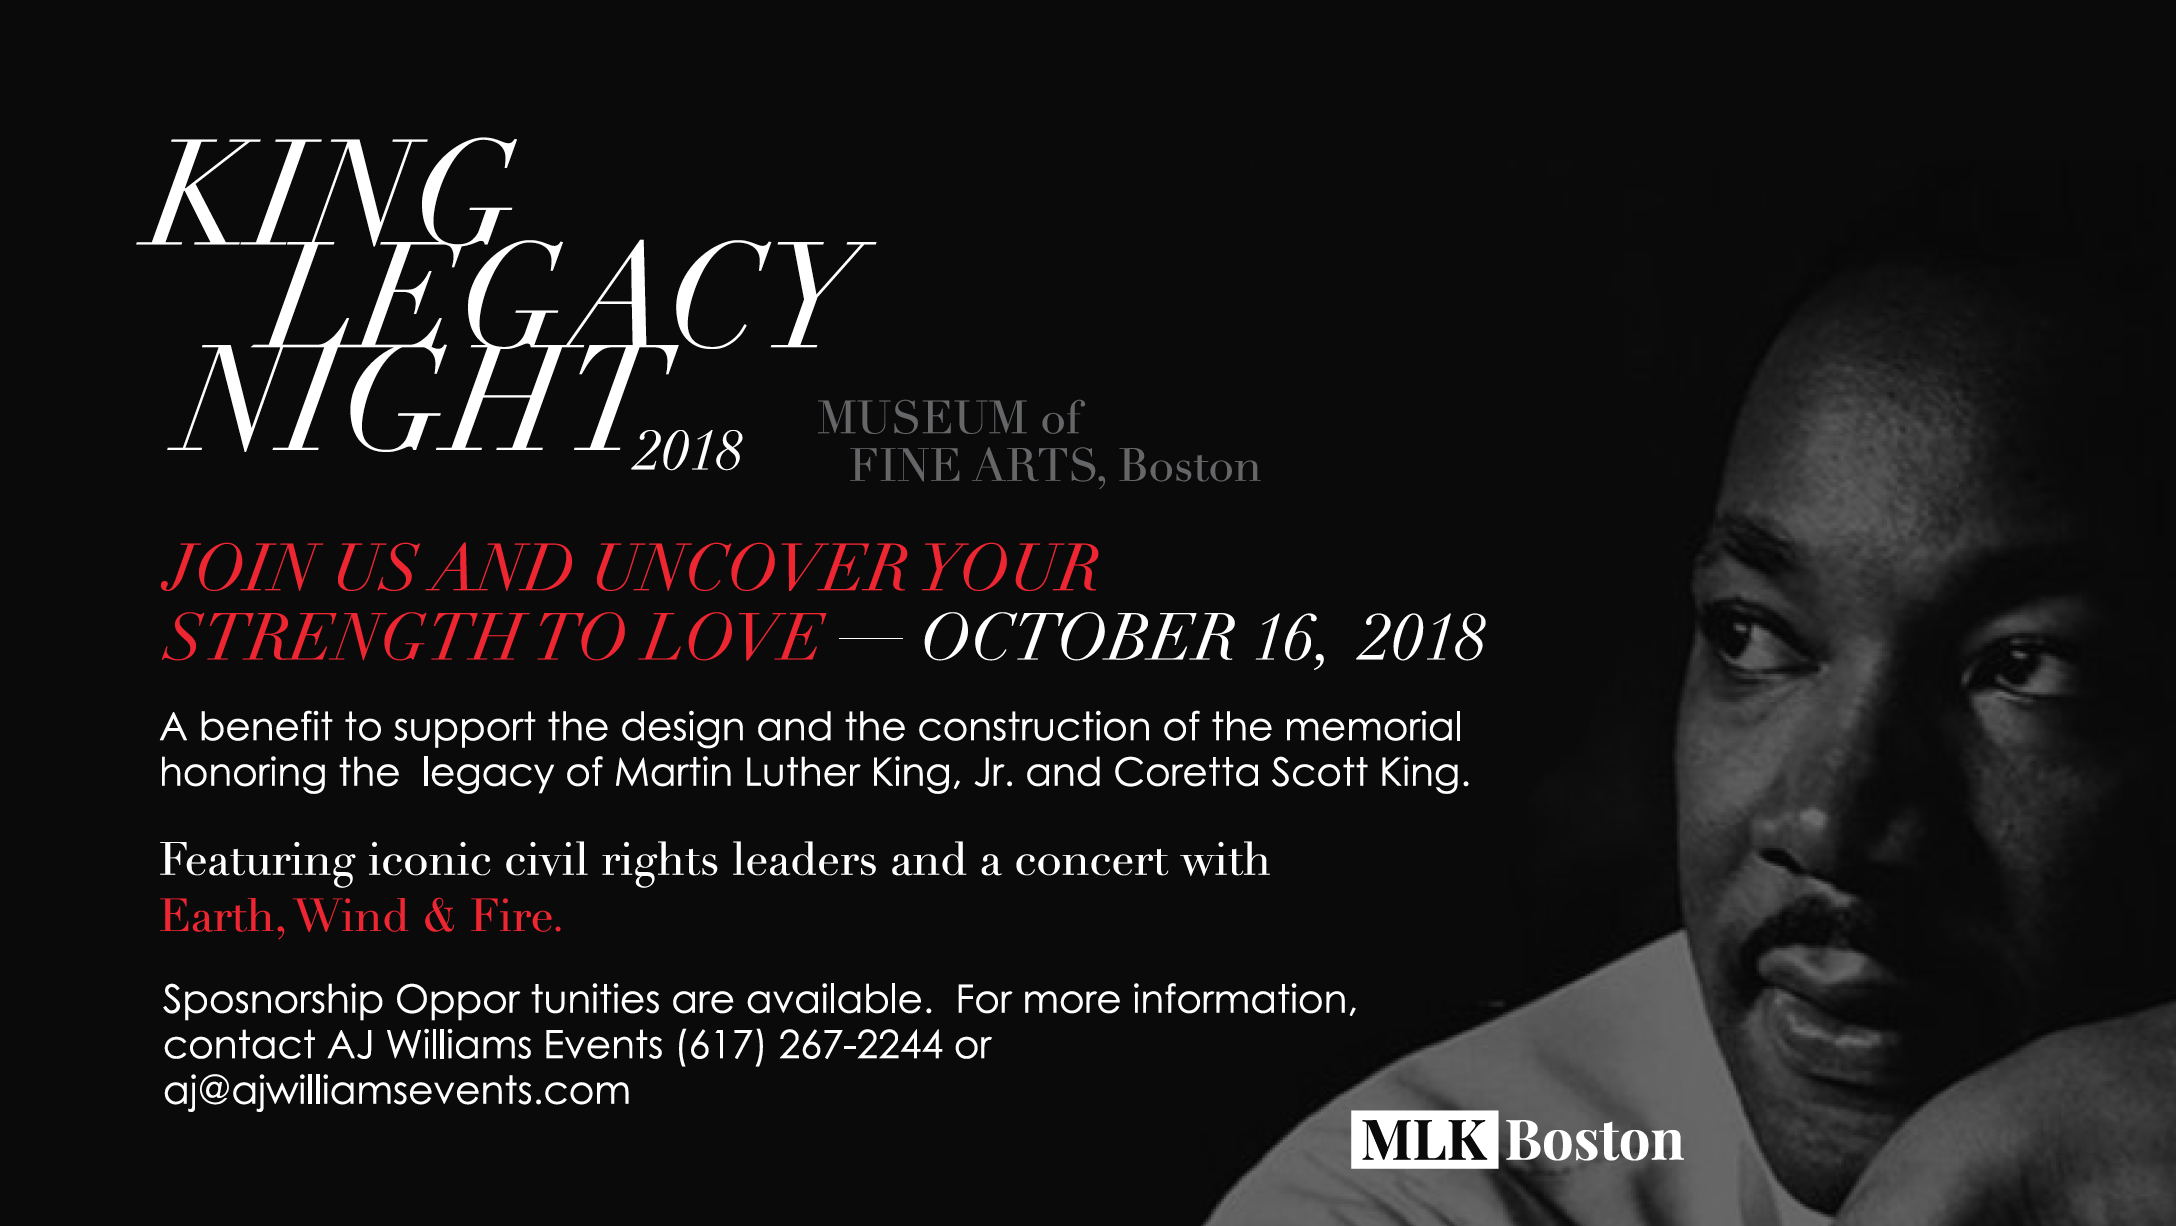 KING
LEGACY
NIGHT 2018
MUSEUM of
FINE ARTS, Boston
JOIN US AND UNCOVER YOUR
STRENGTH TO LOVE — OCTOBER 16, 2018
A benefit to support the design and the construction of the memorial
honoring the legacy of Martin Luther King, Jr. and Coretta Scott King.
Featuring iconic civil rights leaders and a concert with
Earth, Wind & Fire.
Sposnorship Oppor tunities are available. For more information,
contact AJ Williams Events (617) 267-2244 or
aj@ajwilliamsevents.com
MLK Boston